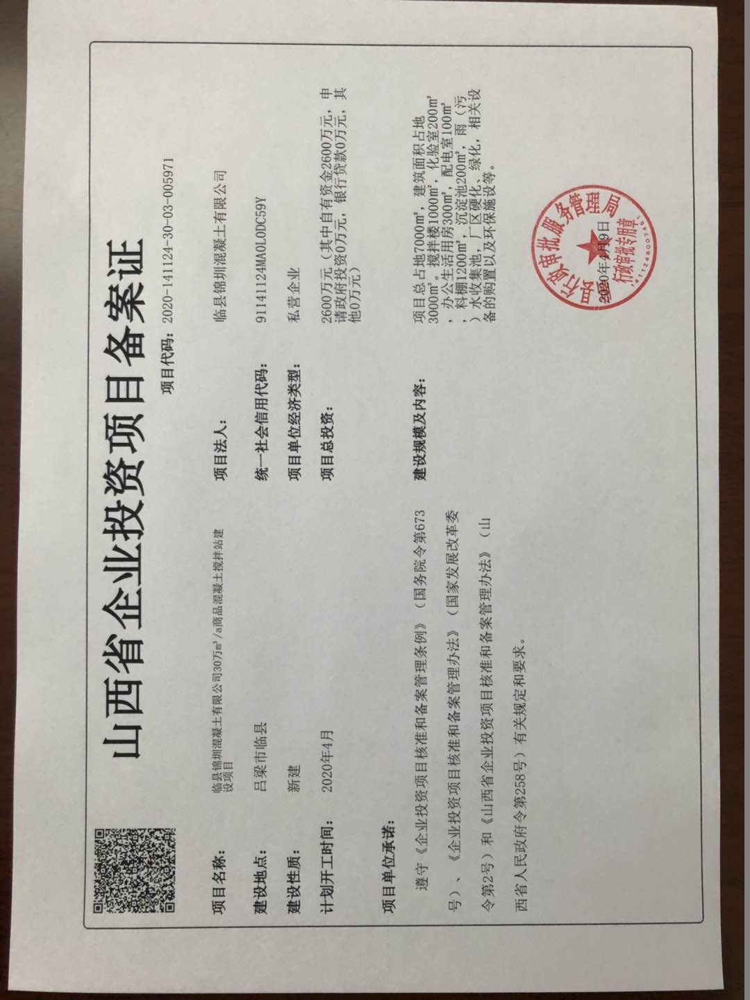 山西省企业投资项目备案证
项目代码：2020-141124-30-03-005971
项目名称：
临县锦圳混凝土有限公司30万m³/a商品混凝土搅拌站建
设项目
建设地点：
吕梁市临县
建设性质：
新建
计划开工时间：
2020年4月
项目单位承诺：
遵守《企业投资项目核准和备案管理条例》（国务院令第673
号）、《企业投资项目核准和备案管理办法》（国家发展改革委
令第2号）和《山西省企业投资项目核准和备案管理办法》（山
西省人民政府令第258号）有关规定和要求。
项目法人：
临县锦圳混凝土有限公司
统一社会信用代码：
91141124MA0L0DC59Y
项目单位经济类型：
私营企业
项目总投资：
2600万元（其中自有资金2600万元，申
请政府投资0万元，银行贷款0万元，其
他0万元）
建设规模及内容：
项目总占地7000㎡，建筑面积占地
3000㎡。搅拌楼1000㎡，化验室200㎡
，办公生活用房300㎡，配电室100㎡
，料棚1200㎡，沉淀池200㎡，雨（污
）水收集池，厂区硬化、绿化，相关设
备的购置以及环保施设等。
县行政审批服务管理局
2020年4月9日
行政审批专用章
1411248007461